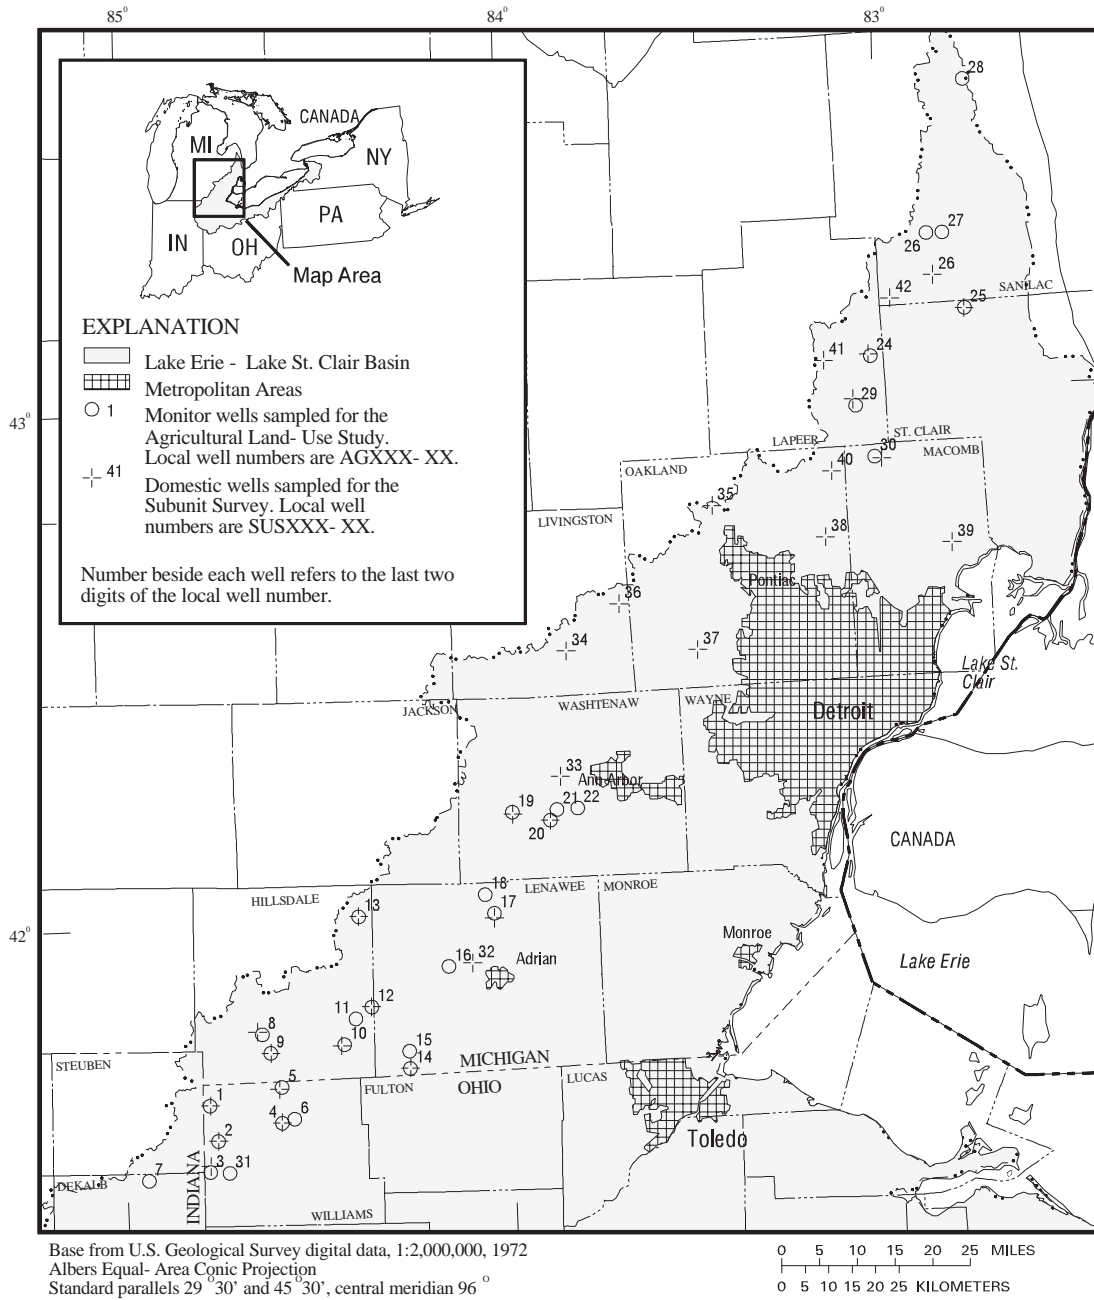 85°
84°
83°
CANADA
MI
NY
PA
IN
OH
Map Area
EXPLANATION
Lake Erie - Lake St. Clair Basin
Metropolitan Areas
1
Monitor wells sampled for the
Agricultural Land- Use Study.
Local well numbers are AGXXX- XX.
41
Domestic wells sampled for the
Subunit Survey. Local well
numbers are SUSXXX- XX.
Number beside each well refers to the last two
digits of the local well number.
28
27
26
26
42
SANILAC
25
41
24
29
43°
LAPEER
ST. CLAIR
30
MACOMB
OAKLAND
40
35
LIVINGSTON
38
39
Pontiac
36
34
37
Lake St.
Clair
JACKSON
WASHTENAW
WAYNE
Detroit
33
Ann Arbor
19
21
22
20
CANADA
18
LENAWEE
MONROE
HILLSDALE
13
17
42°
Monroe
16
32
Adrian
Lake Erie
12
11
8
10
15
9
14
MICHIGAN
STEUBEN
OHIO
FULTON
LUCAS
5
1
4
6
2
Toledo
7
3
31
DEKALB
INDIANA
WILLIAMS
Base from U.S. Geological Survey digital data, 1:2,000,000, 1972
Albers Equal- Area Conic Projection
Standard parallels 29°30' and 45°30', central meridian 96°
0 5 10 15 20 25 MILES
0 5 10 15 20 25 KILOMETERS